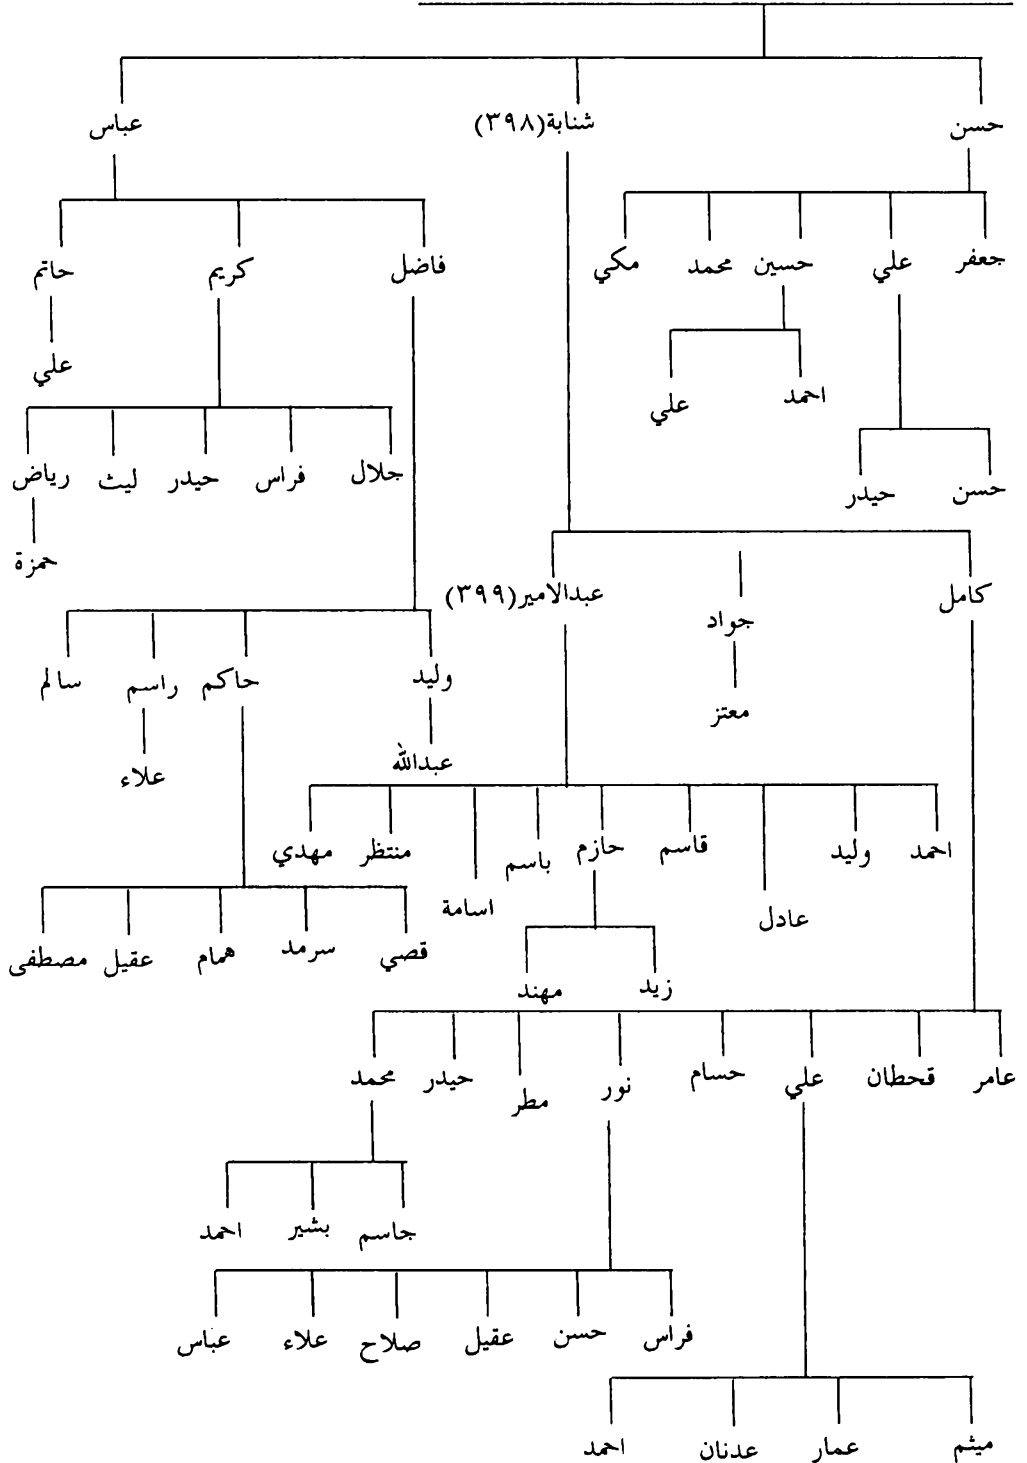 حسن شنابة(٣٩٨) عباس
جعفر علي حسين محمد مكي
فاضل كريم حاتم
احمد علي
علي
حسن حيدر
جلال فراس حيدر ليث رياض
حمزة
كامل جواد عبدالامير(٣٩٩)
معتز
وليد حاكم راسم سالم
عبدالله علاء
احمد وليد عادل قاسم حازم باسم اسامة منتظر مهدي
زيد مهند
قصي سرمد همام عقيل مصطفى
عامر قحطان علي حسام نور مطر حيدر محمد
جاسم بشير احمد
فراس حسن عقيل صلاح علاء عباس
ميثم عمار عدنان احمد